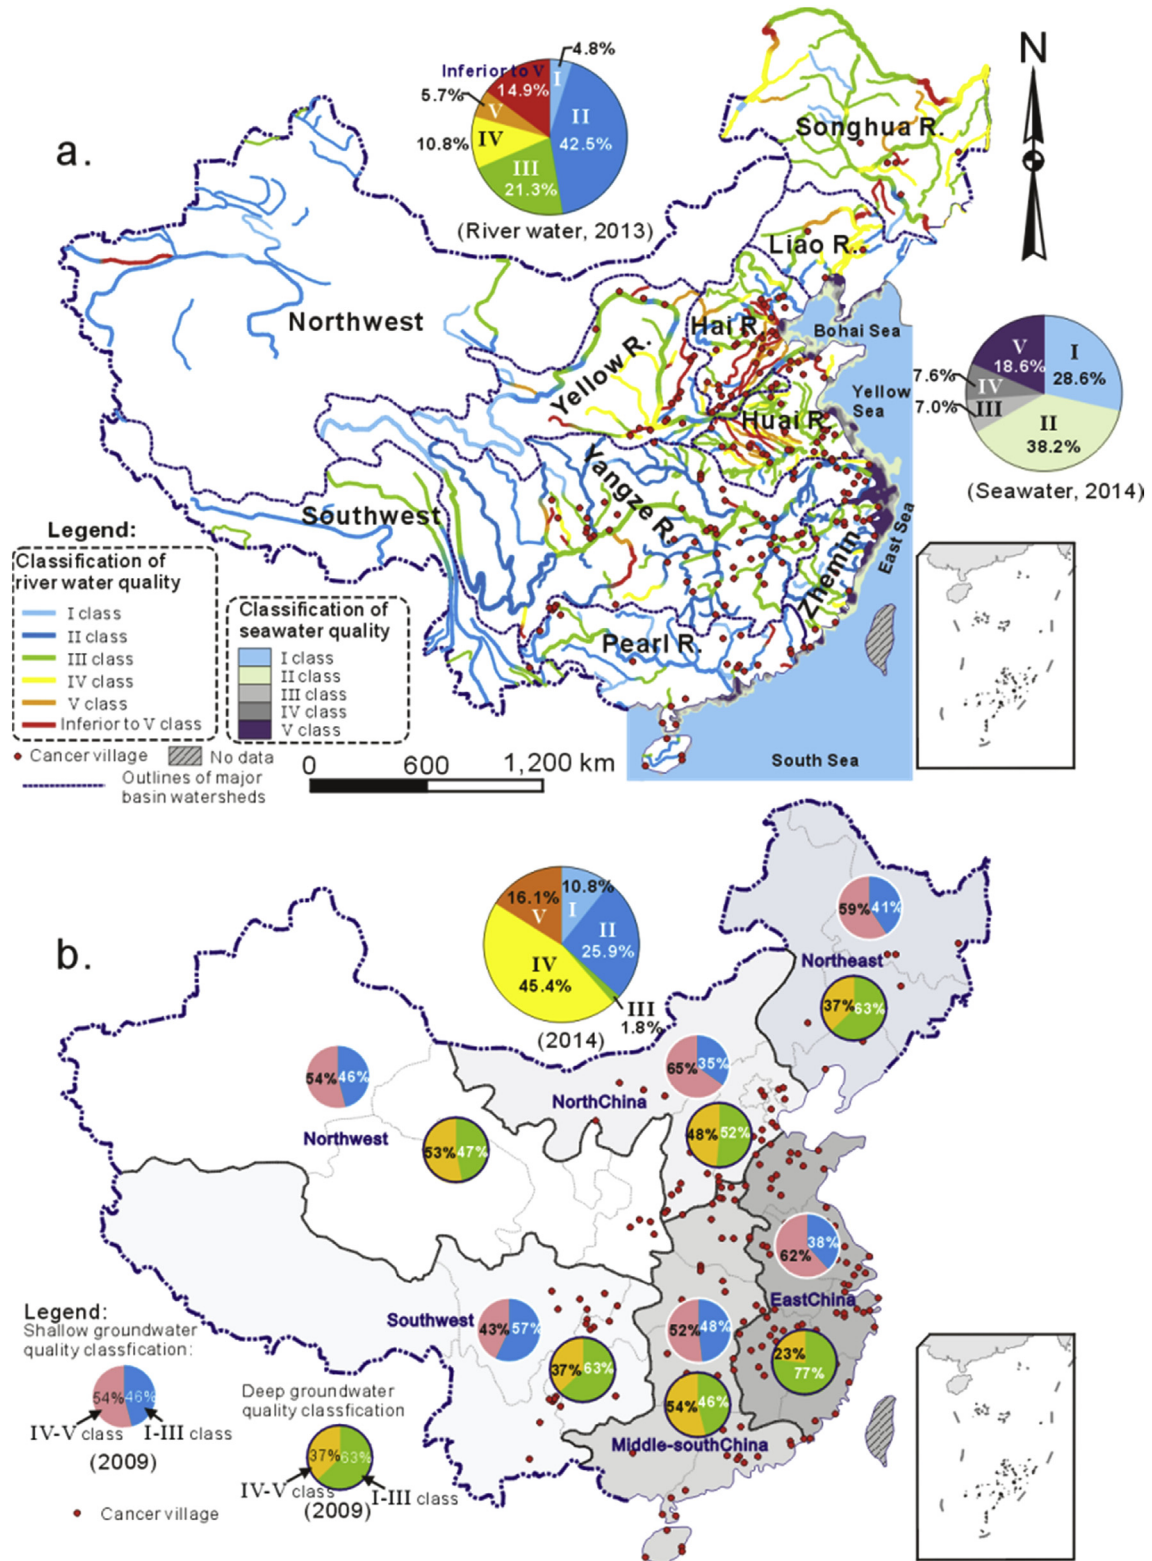 a.
Inferior to V
14.9%
5.7%
V
10.8%
IV
III
21.3%
I
4.8%
II
42.5%
(River water, 2013)
N
Songhua R.
Liao R.
Northwest
Hai R.
Bohai Sea
Yellow R.
Yellow
Sea
Huai R.
Yangze R.
Southwest
Zhemin
East Sea
Pearl R.
South Sea
V
18.6%
I
28.6%
7.6%
IV
7.0%
III
II
38.2%
(Seawater, 2014)
Legend:
Classification of
river water quality
I class
II class
III class
IV class
V class
Inferior to V class
Classification of
seawater quality
I class
II class
III class
IV class
V class
Cancer village
No data
Outlines of major
basin watersheds
0
600
1,200 km
b.
16.1%
V
10.8%
I
II
25.9%
IV
45.4%
III
1.8%
(2014)
59%
41%
Northeast
37%
63%
54%
46%
Northwest
53%
47%
65%
35%
NorthChina
48%
52%
62%
38%
EastChina
23%
77%
Southwest
43%
57%
37%
63%
52%
48%
54%
46%
Middle-southChina
Legend:
Shallow groundwater
quality classfication:
54%
46%
IV-V class
I-III class
(2009)
Deep groundwater
quality classfication
37%
63%
IV-V class
I-III class
(2009)
Cancer village